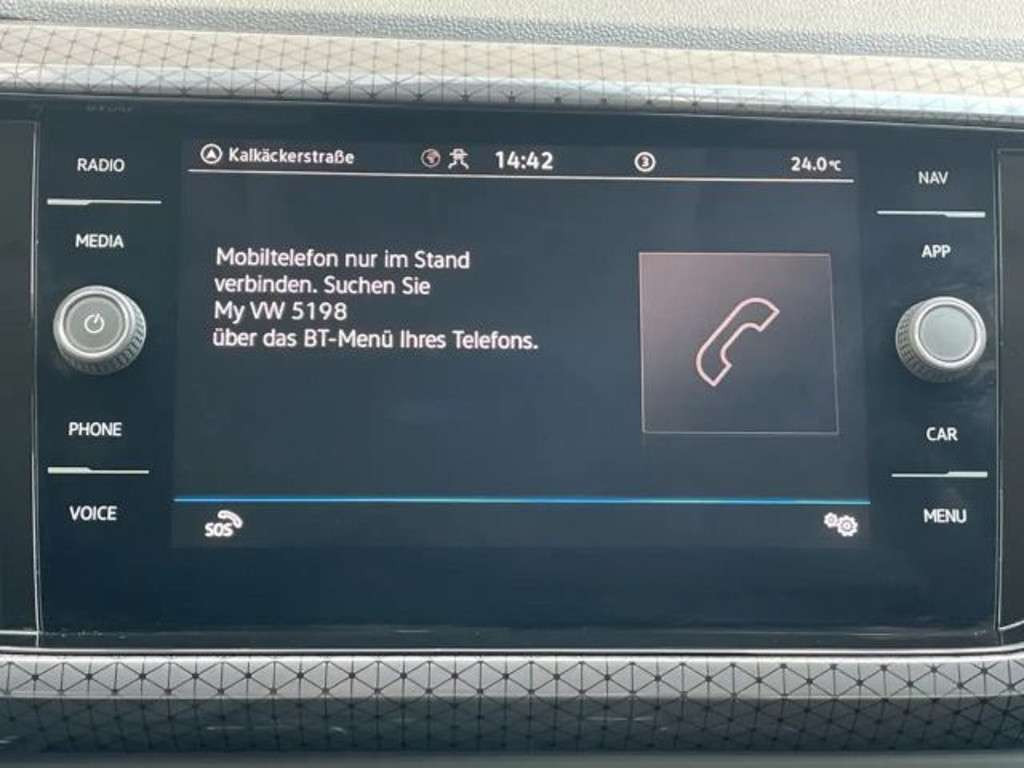 RADIO
MEDIA
PHONE
VOICE
Kalkäckerstraße 14:42 3 24.0°C
Mobiltelefon nur im Stand
verbinden. Suchen Sie
My VW 5198
über das BT-Menü Ihres Telefons.
SOS
NAV
APP
CAR
MENU